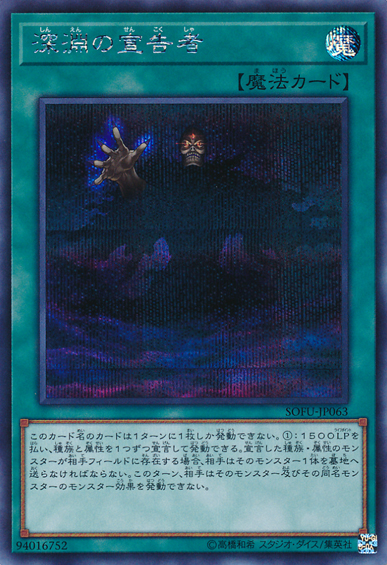 深淵の宣告者
魔
【魔法カード】
SOFU-JP063
このカード名のカードは1ターンに1枚しか発動できない。①:1500LPを
払い、種族と属性を1つずつ宣言して発動できる。宣言した種族・属性のモン
スターが相手フィールドに存在する場合、相手はそのモンスター1体を墓地へ
送らなければならない。このターン、相手はそのモンスター及びその同名モン
スターのモンスター効果を発動できない。
94016752
©高橋和希 スタジオ・ダイス/集英社